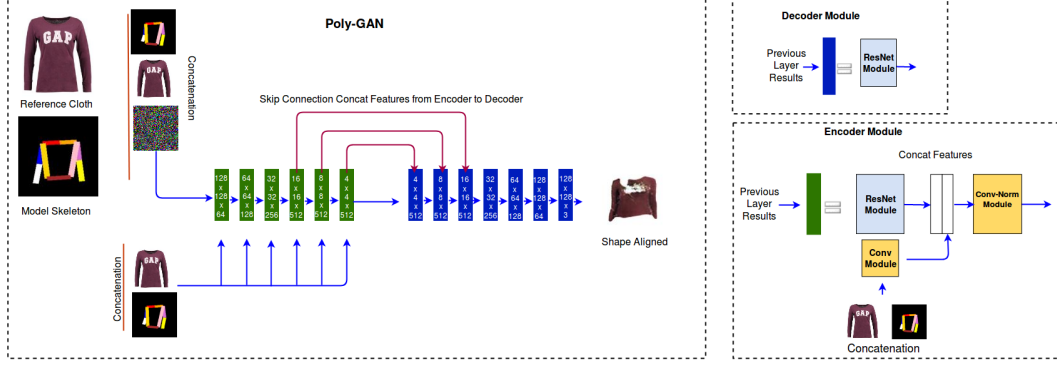 Poly-GAN
GAP
Reference Cloth
Model Skeleton
GAP
Concatenation
Skip Connection Concat Features from Encoder to Decoder
128 x 128 x 64
64 x 64 x 128
32 x 32 x 256
16 x 16 x 512
8 x 8 x 512
4 x 4 x 512
4 x 4 x 512
8 x 8 x 512
16 x 16 x 512
32 x 32 x 256
64 x 64 x 128
128 x 128 x 64
128 x 128 x 3
Shape Aligned
Concatenation
GAP
Decoder Module
Previous
Layer
Results
ResNet
Module
Encoder Module
Concat Features
Previous
Layer
Results
ResNet
Module
Conv-Norm
Module
Conv
Module
GAP
Concatenation